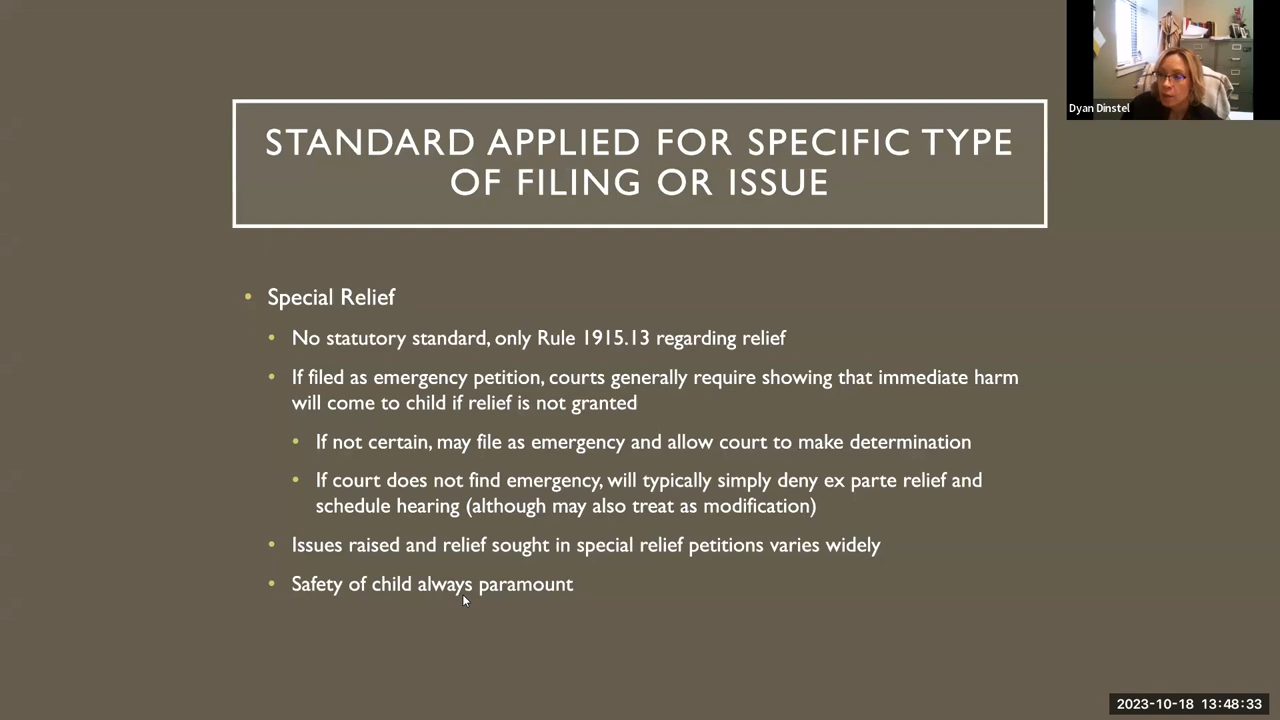 Dyan Dinstel
STANDARD APPLIED FOR SPECIFIC TYPE
OF FILING OR ISSUE
• Special Relief
• No statutory standard, only Rule 1915.13 regarding relief
• If filed as emergency petition, courts generally require showing that immediate harm
will come to child if relief is not granted
• If not certain, may file as emergency and allow court to make determination
• If court does not find emergency, will typically simply deny ex parte relief and
schedule hearing (although may also treat as modification)
• Issues raised and relief sought in special relief petitions varies widely
• Safety of child always paramount
2023-10-18 13:48:33